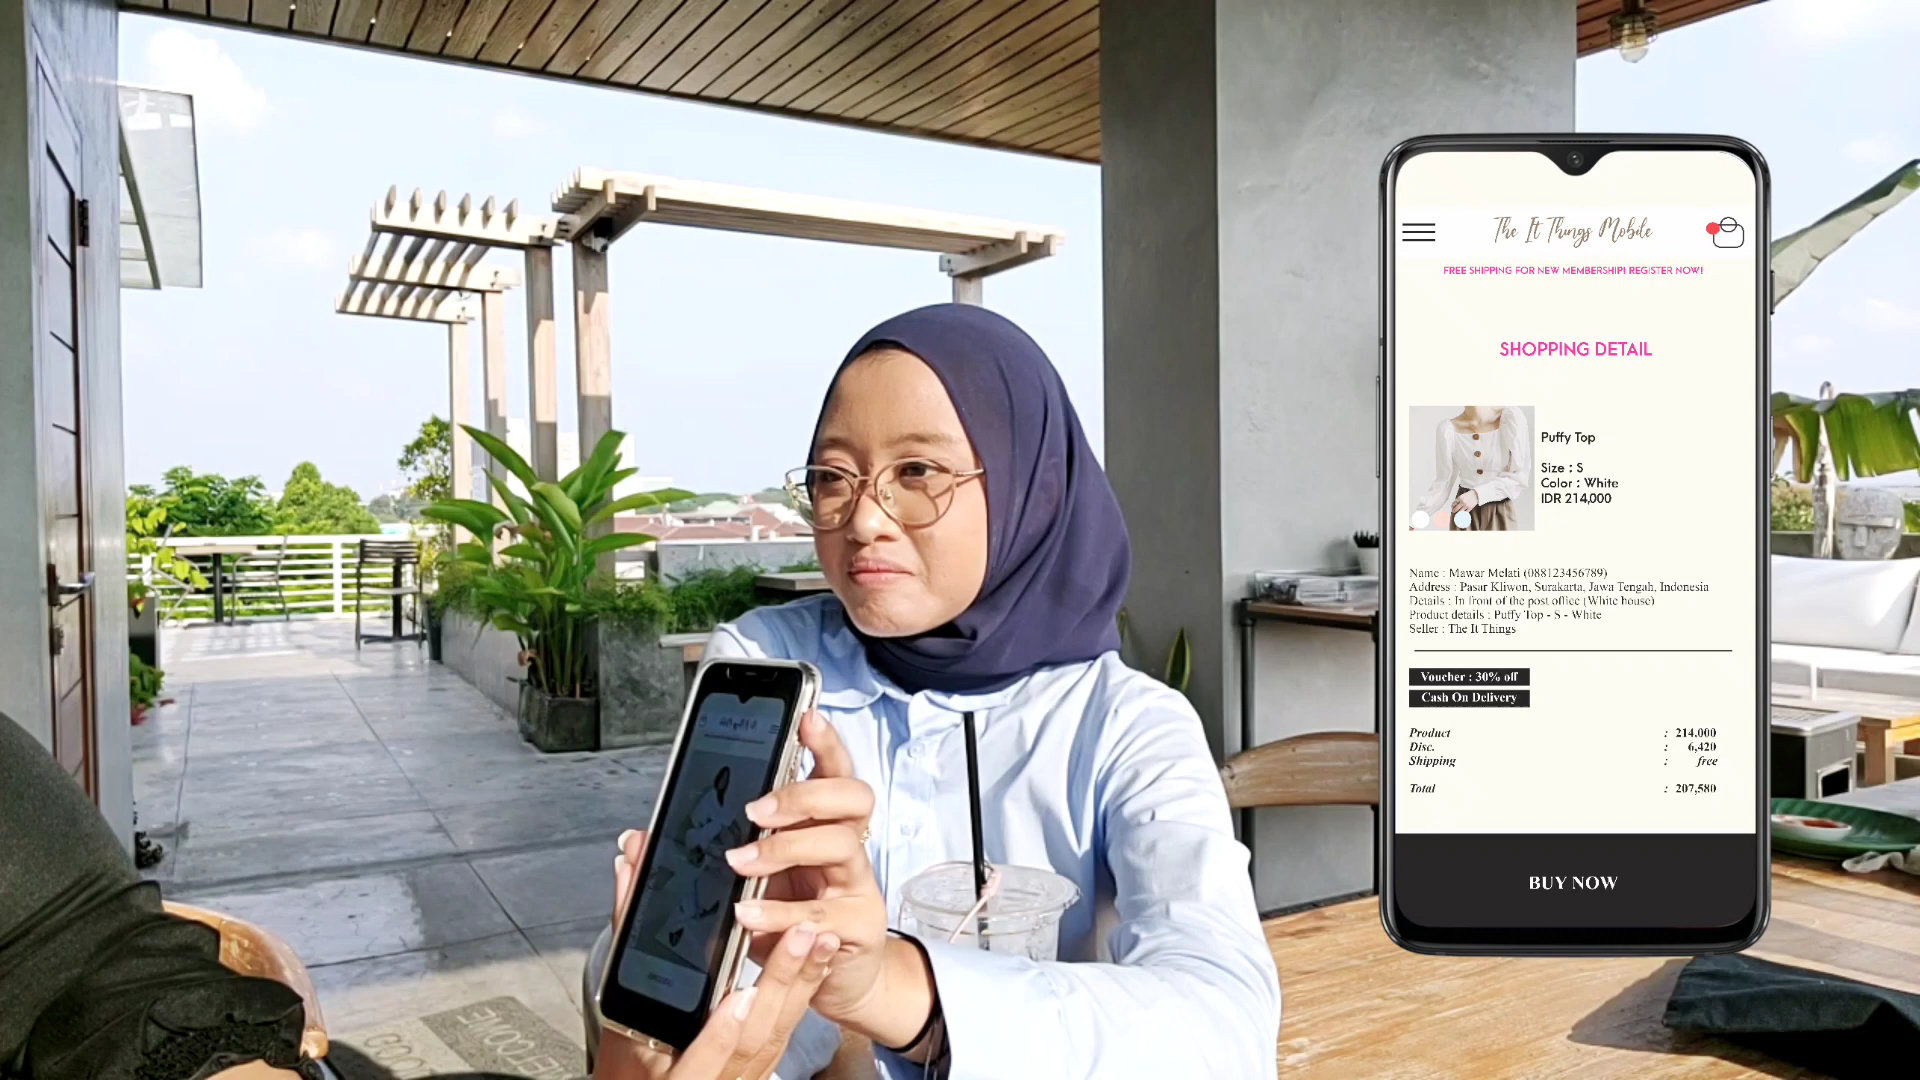 The It Things Mobile
FREE SHIPPING FOR NEW MEMBERSHIP! REGISTER NOW!
SHOPPING DETAIL
Puffy Top
Size : S
Color : White
IDR 214,000
Name : Mawar Melati (088123456789)
Address : Pasar Kliwon, Surakarta, Jawa Tengah, Indonesia
Details : In front of the post office (White house)
Product details : Puffy Top - S - White
Seller : The It Things
Voucher : 30% off
Cash On Delivery
Product : 214,000
Disc. : 6,420
Shipping : free
Total : 207,580
BUY NOW